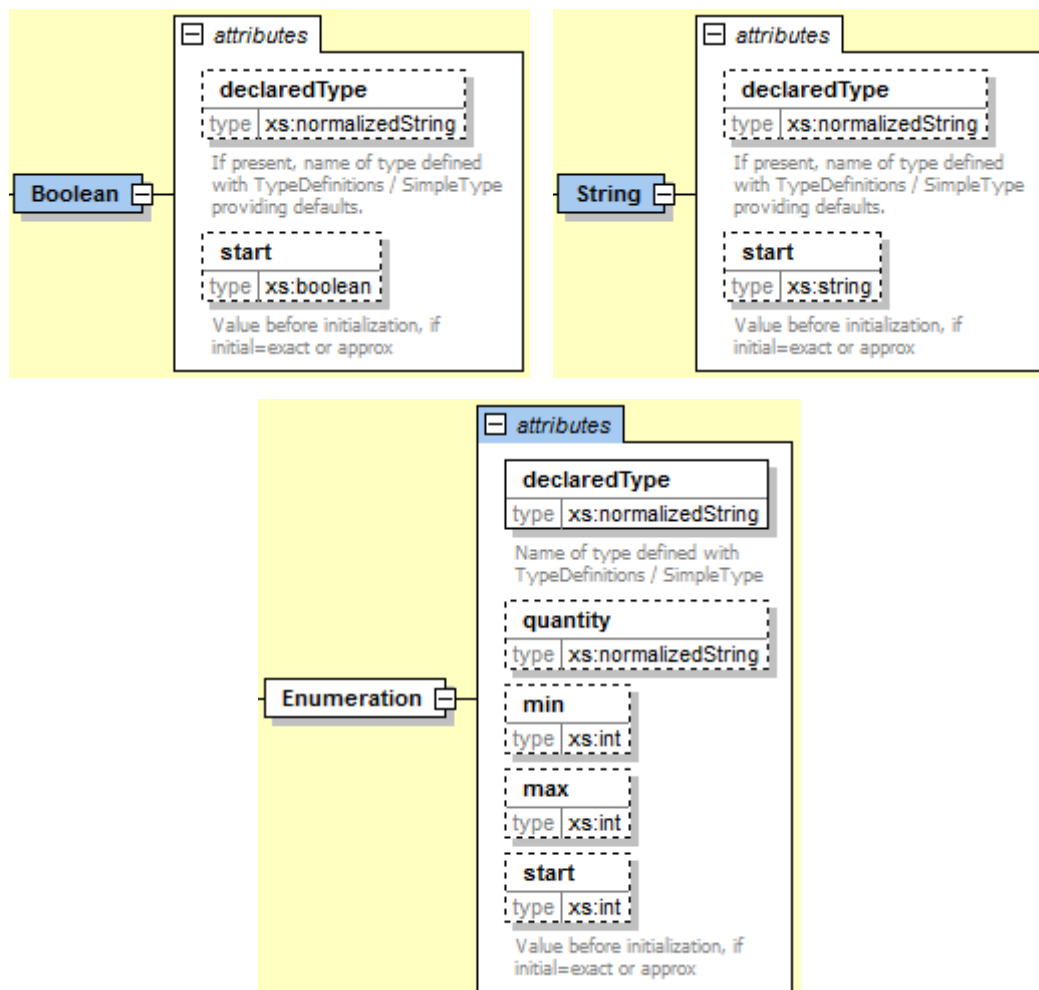 attributes
declaredType
type xs:normalizedString
If present, name of type defined
with TypeDefinitions / SimpleType
providing defaults.
Boolean
start
type xs:boolean
Value before initialization, if
initial=exact or approx
attributes
declaredType
type xs:normalizedString
If present, name of type defined
with TypeDefinitions / SimpleType
providing defaults.
String
start
type xs:string
Value before initialization, if
initial=exact or approx
attributes
declaredType
type xs:normalizedString
Name of type defined with
TypeDefinitions / SimpleType
quantity
type xs:normalizedString
Enumeration
min
type xs:int
max
type xs:int
start
type xs:int
Value before initialization, if
initial=exact or approx